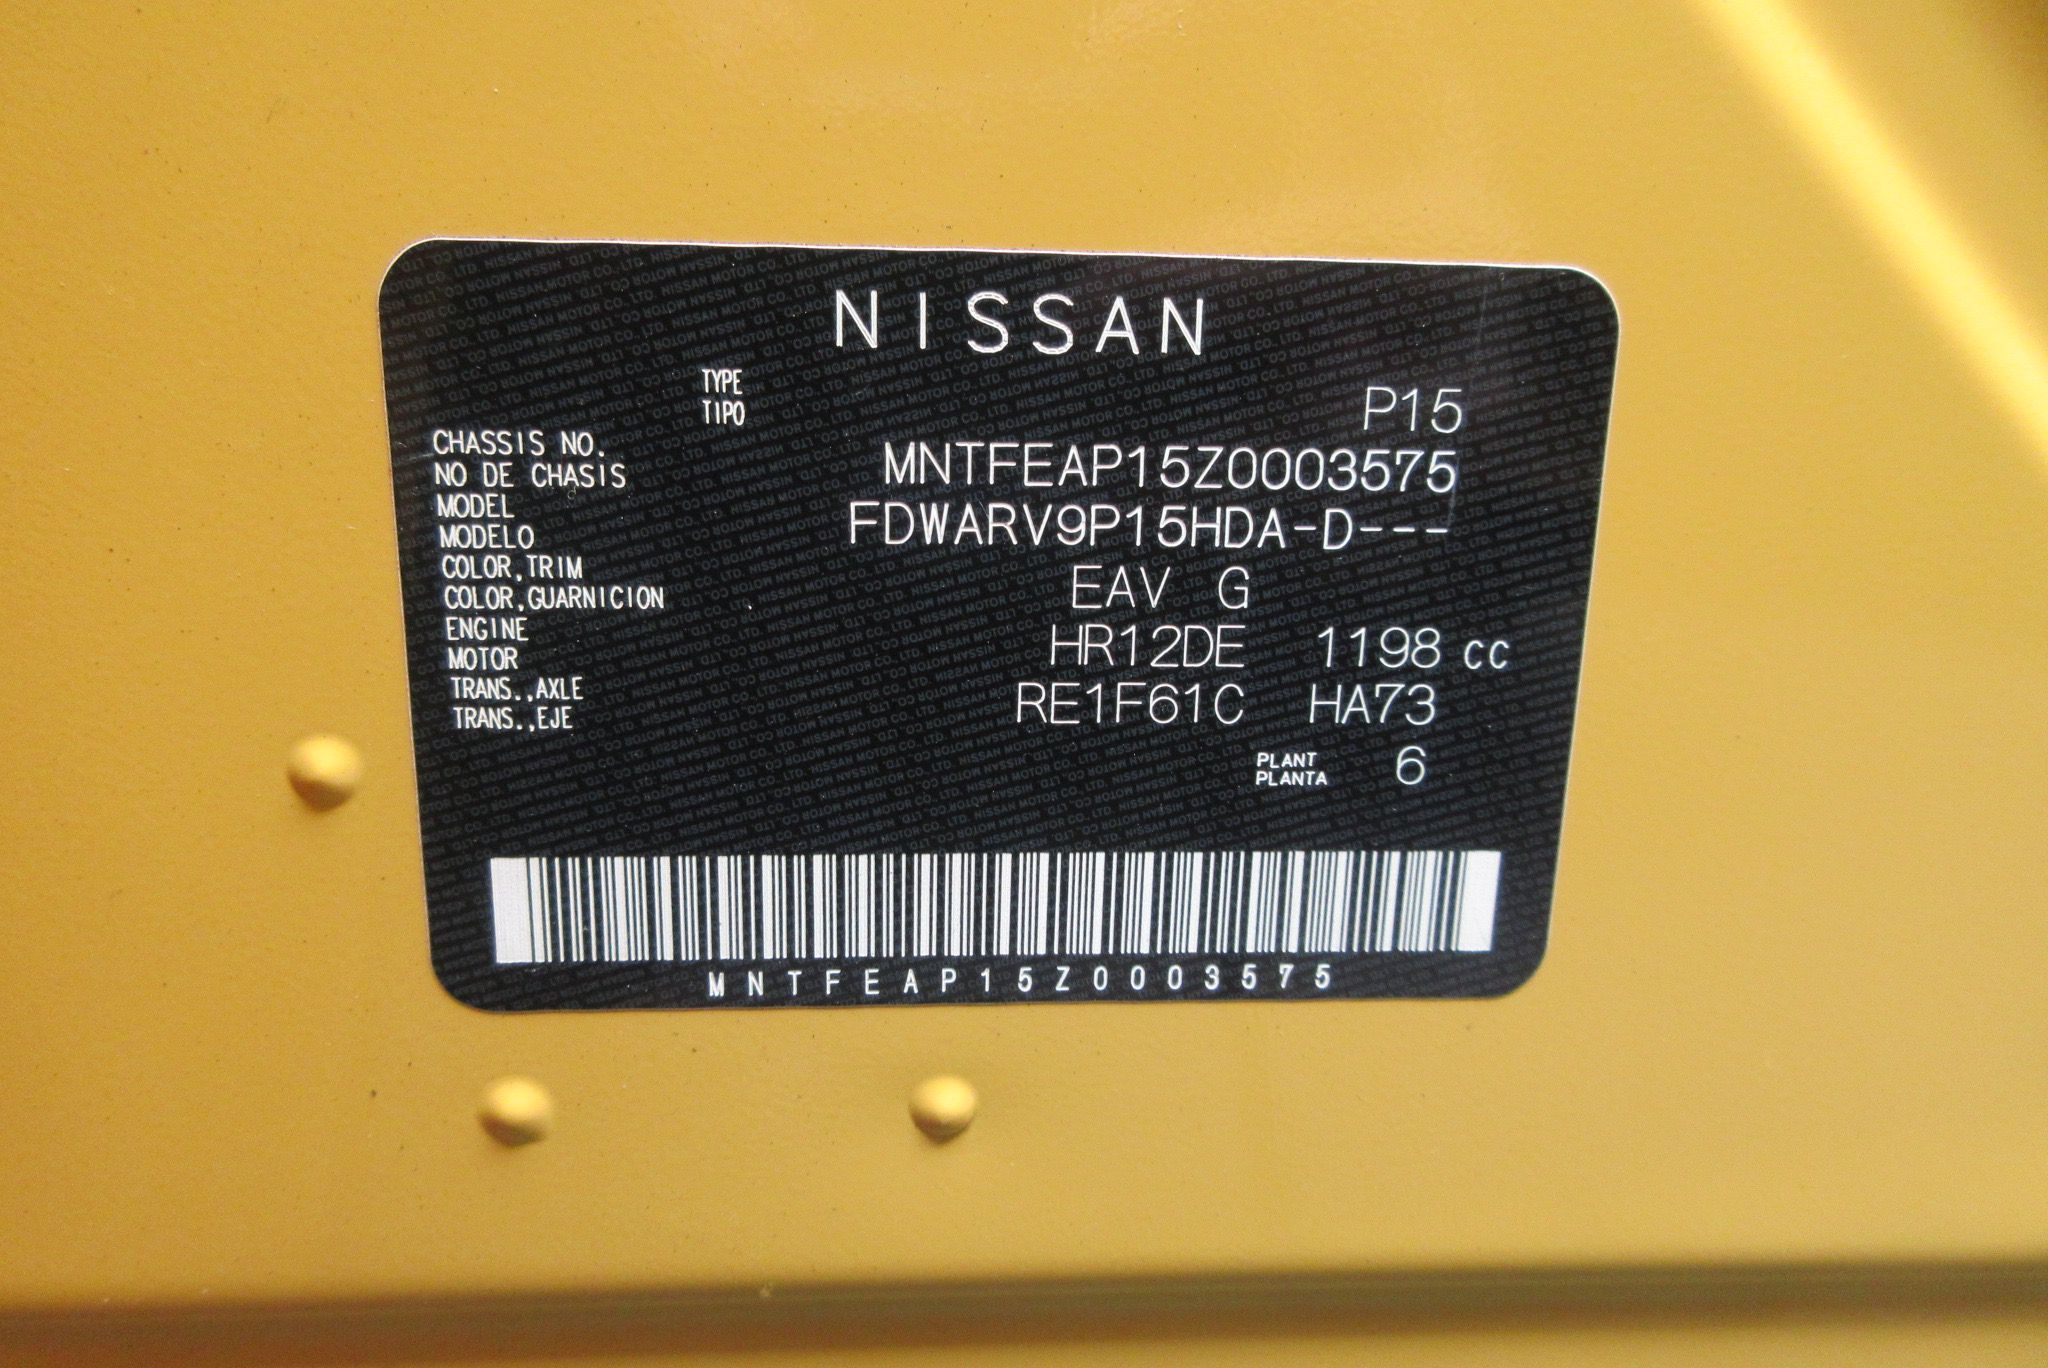 NISSAN
TYPE
TIPO P15
CHASSIS NO.
NO DE CHASIS MNTFEAP15Z0003575
MODEL
MODELO FDWARV9P15HDA-D---
COLOR,TRIM
COLOR,GUARNICION EAV G
ENGINE
MOTOR HR12DE 1198 cc
TRANS.,AXLE
TRANS.,EJE RE1F61C HA73
PLANT
PLANTA 6
MNTFEAP15Z0003575